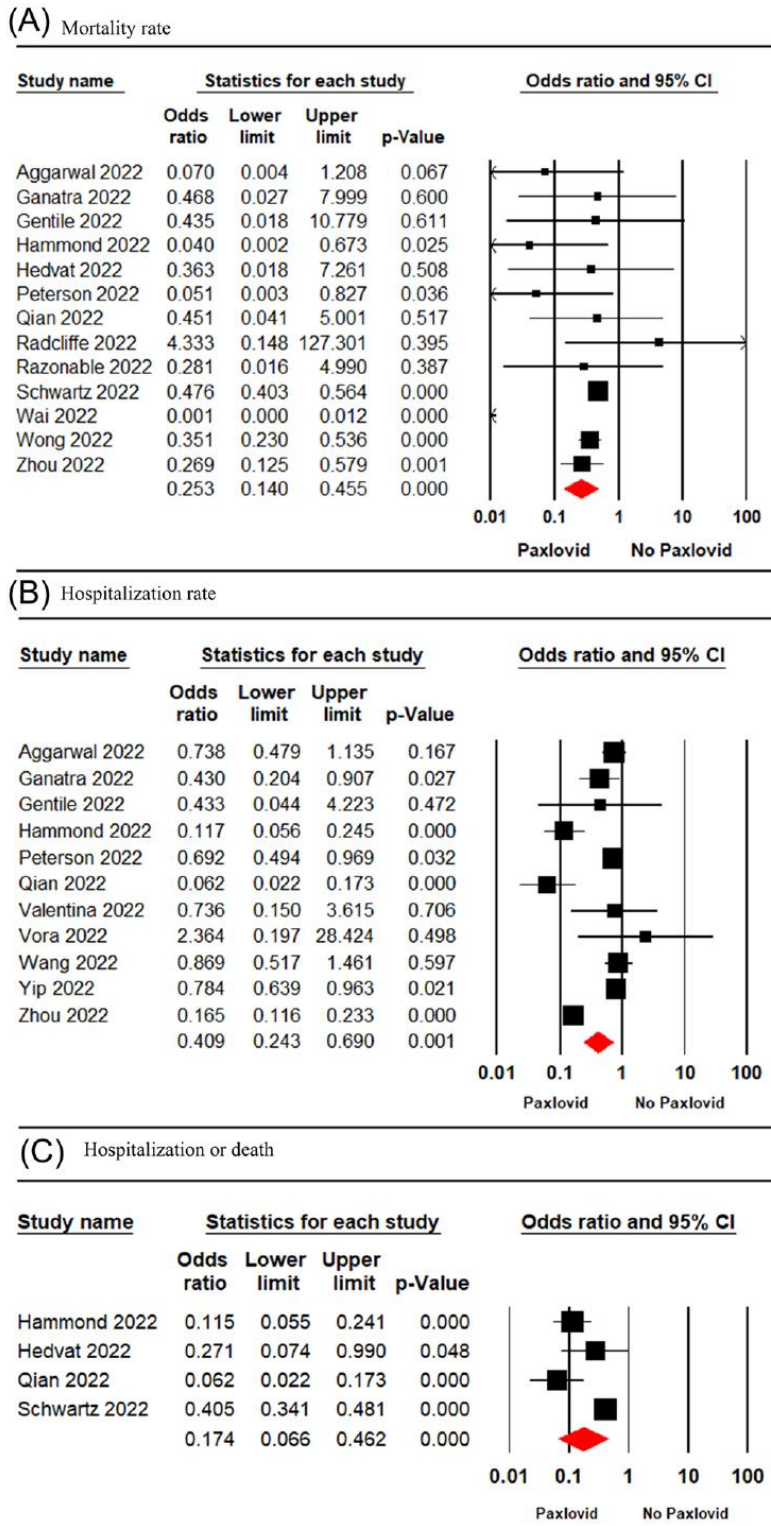 (A) Mortality rate
Study name Statistics for each study Odds ratio and 95% CI
Odds Lower Upper
ratio limit limit p-Value
Aggarwal 2022 0.070 0.004 1.208 0.067
Ganatra 2022 0.468 0.027 7.999 0.600
Gentile 2022 0.435 0.018 10.779 0.611
Hammond 2022 0.040 0.002 0.673 0.025
Hedvat 2022 0.363 0.018 7.261 0.508
Peterson 2022 0.051 0.003 0.827 0.036
Qian 2022 0.451 0.041 5.001 0.517
Radcliffe 2022 4.333 0.148 127.301 0.395
Razonable 2022 0.281 0.016 4.990 0.387
Schwartz 2022 0.476 0.403 0.564 0.000
Wai 2022 0.001 0.000 0.012 0.000
Wong 2022 0.351 0.230 0.536 0.000
Zhou 2022 0.269 0.125 0.579 0.001
0.253 0.140 0.455 0.000
0.01 0.1 1 10 100
Paxlovid No Paxlovid
(B) Hospitalization rate
Study name Statistics for each study Odds ratio and 95% CI
Odds Lower Upper
ratio limit limit p-Value
Aggarwal 2022 0.738 0.479 1.135 0.167
Ganatra 2022 0.430 0.204 0.907 0.027
Gentile 2022 0.433 0.044 4.223 0.472
Hammond 2022 0.117 0.056 0.245 0.000
Peterson 2022 0.692 0.494 0.969 0.032
Qian 2022 0.062 0.022 0.173 0.000
Valentina 2022 0.736 0.150 3.615 0.706
Vora 2022 2.364 0.197 28.424 0.498
Wang 2022 0.869 0.517 1.461 0.597
Yip 2022 0.784 0.639 0.963 0.021
Zhou 2022 0.165 0.116 0.233 0.000
0.409 0.243 0.690 0.001
0.01 0.1 1 10 100
Paxlovid No Paxlovid
(C) Hospitalization or death
Study name Statistics for each study Odds ratio and 95% CI
Odds Lower Upper
ratio limit limit p-Value
Hammond 2022 0.115 0.055 0.241 0.000
Hedvat 2022 0.271 0.074 0.990 0.048
Qian 2022 0.062 0.022 0.173 0.000
Schwartz 2022 0.405 0.341 0.481 0.000
0.174 0.066 0.462 0.000
0.01 0.1 1 10 100
Paxlovid No Paxlovid